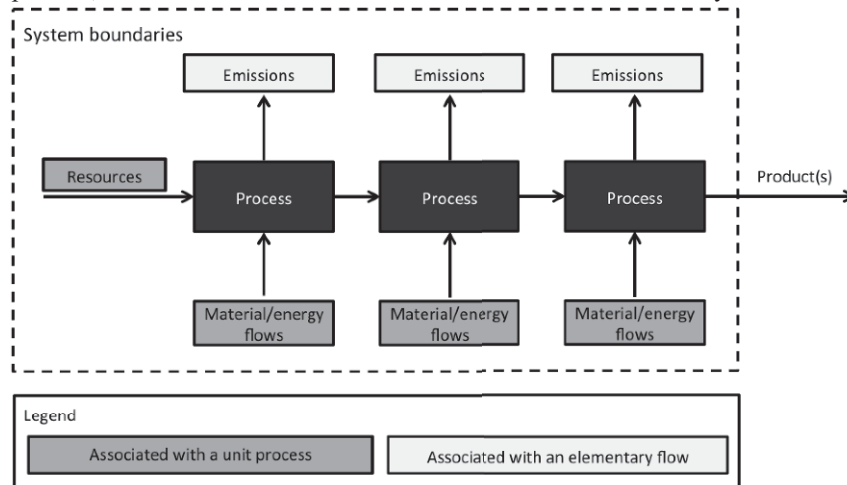 System boundaries
Emissions
Emissions
Emissions
Resources
Process
Process
Process
Product(s)
Material/energy
flows
Material/energy
flows
Material/energy
flows
Legend
Associated with a unit process
Associated with an elementary flow